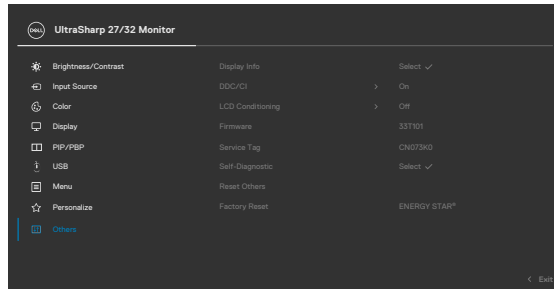 DELL UltraSharp 27/32 Monitor
Brightness/Contrast Display Info Select ✓
Input Source DDC/CI > On
Color LCD Conditioning > Off
Display Firmware 33T101
PIP/PBP Service Tag CN073K0
USB Self-Diagnostic Select ✓
Menu Reset Others
Personalize Factory Reset ENERGY STAR®
Others
< Exit